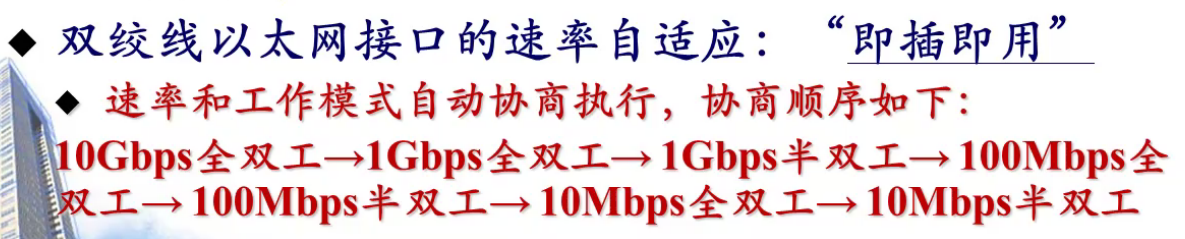 ◆ 双绞线以太网接口的速率自适应：“即插即用”
◆ 速率和工作模式自动协商执行，协商顺序如下：
10Gbps全双工→1Gbps全双工→1Gbps半双工→100Mbps全
双工→100Mbps半双工→10Mbps全双工→10Mbps半双工